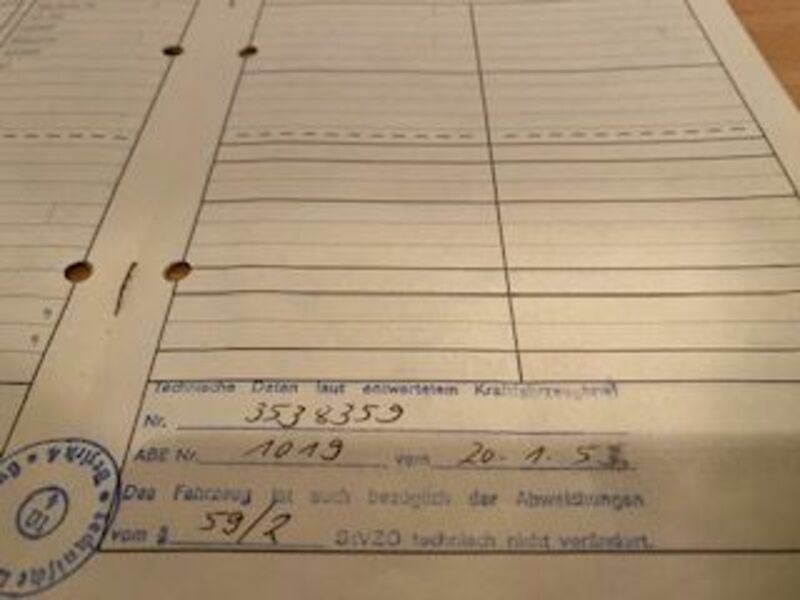 Technische Daten laut entwertetem Kraftfahrzeugbrief
Nr. 3538359
ABE Nr. 1019 vom 20.1.53
Das Fahrzeug ist auch bezüglich der Abweichungen
vom § 59/2 StVZO technisch nicht verändert.